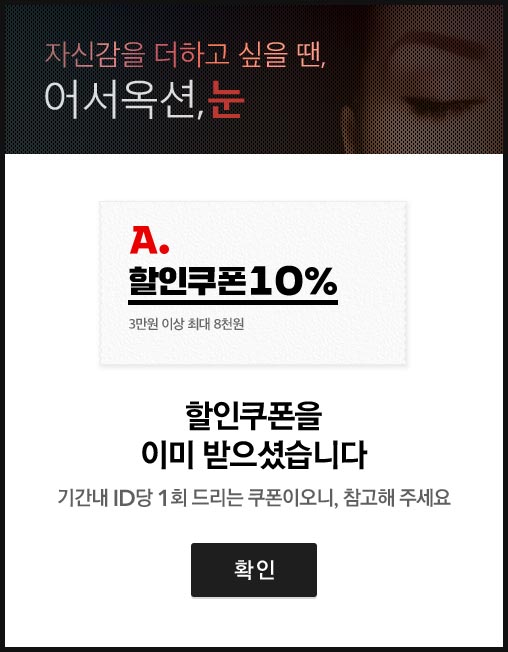 자신감을 더하고 싶을 땐,
어서옥션,눈
A.
할인쿠폰10%
3만원 이상 최대 8천원
할인쿠폰을
이미 받으셨습니다
기간내 ID당 1회 드리는 쿠폰이오니, 참고해 주세요
확인